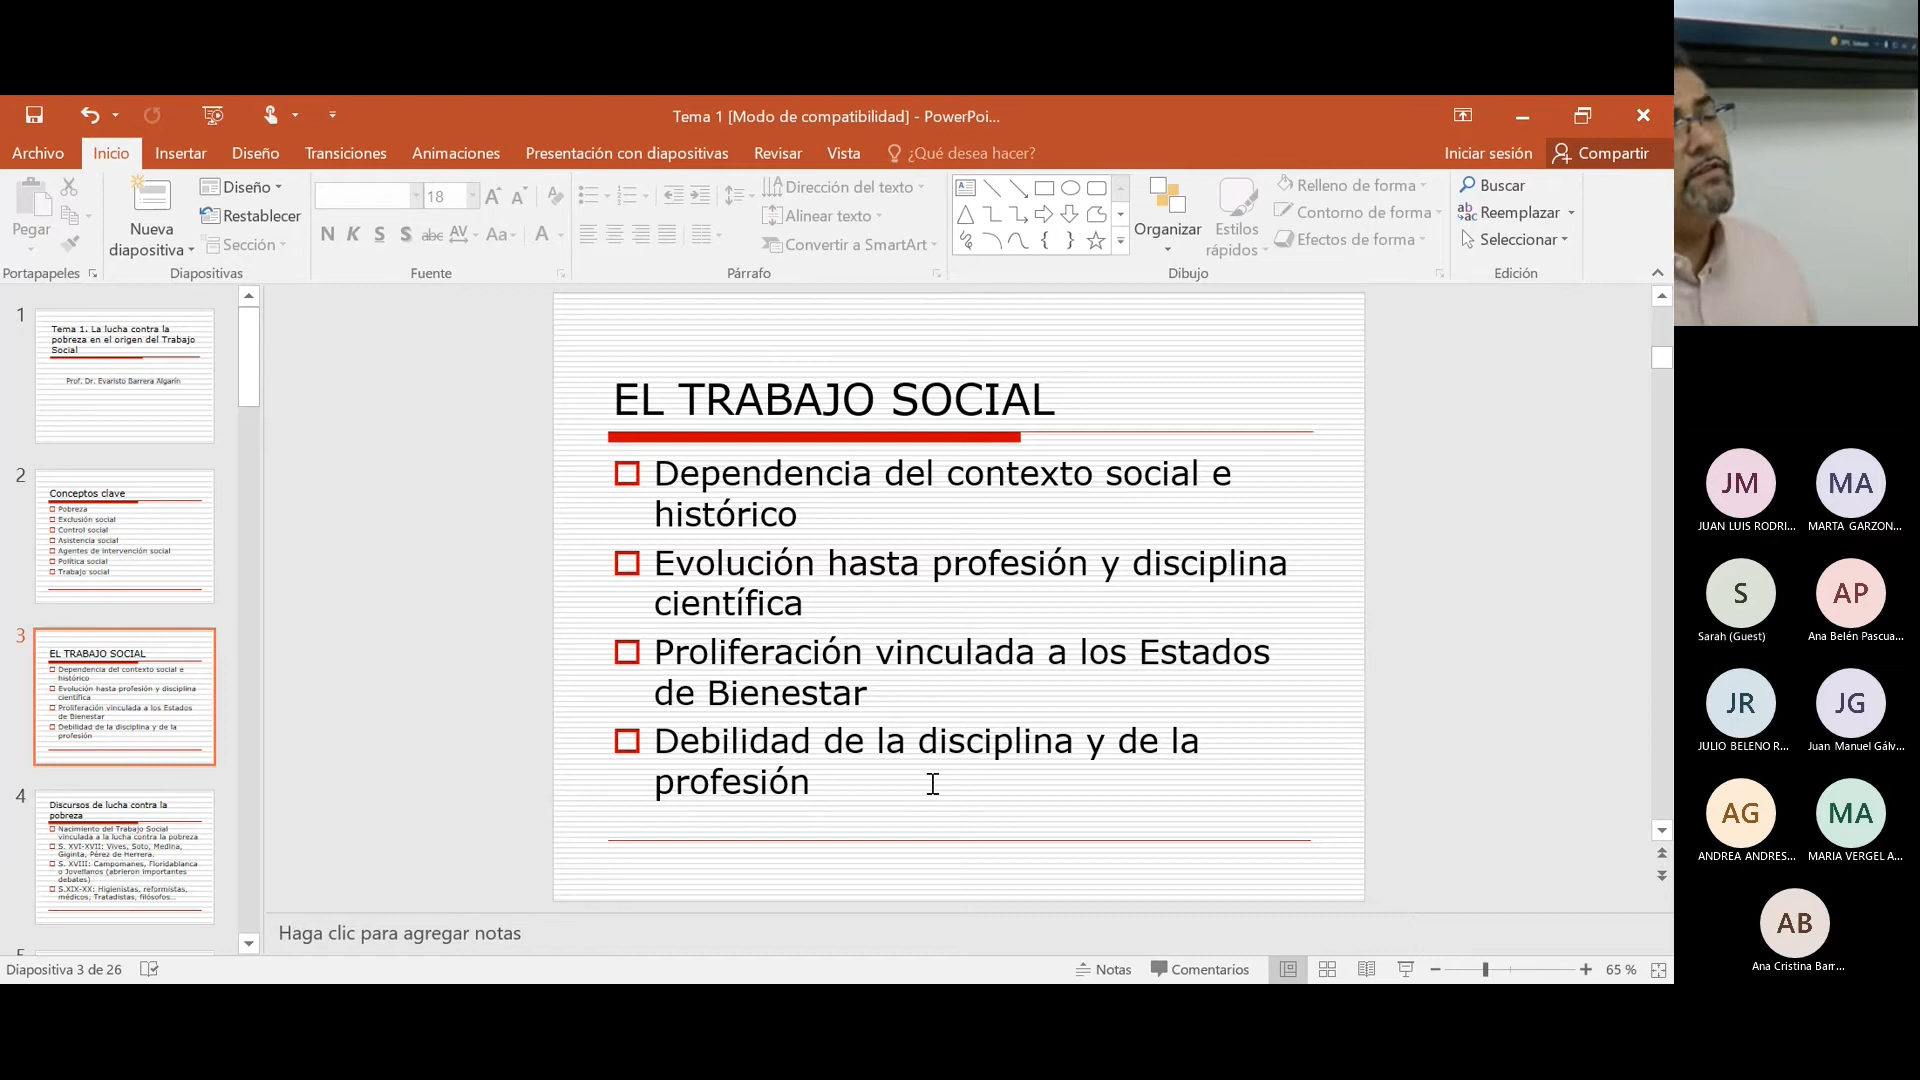 Tema 1 [Modo de compatibilidad] - PowerPoi...
Archivo
Inicio
Insertar
Diseño
Transiciones
Animaciones
Presentación con diapositivas
Revisar
Vista
¿Qué desea hacer?
Iniciar sesión
Compartir
Pegar
Portapapeles
Nueva
diapositiva
Diseño
Restablecer
Sección
Diapositivas
18
N K S S abc AV Aa A
Fuente
Dirección del texto
Alinear texto
Convertir a SmartArt
Párrafo
Organizar
Estilos
rápidos
Relleno de forma
Contorno de forma
Efectos de forma
Dibujo
Buscar
Reemplazar
Seleccionar
Edición
1
Tema 1. La lucha contra la
pobreza en el origen del Trabajo
Social
Prof. Dr. Evaristo Barrera Algarín
2
Conceptos clave
Pobreza
Exclusión social
Control social
Asistencia social
Agentes de intervención social
Política social
Trabajo social
3
EL TRABAJO SOCIAL
Dependencia del contexto social e
histórico
Evolución hasta profesión y disciplina
científica
Proliferación vinculada a los Estados
de Bienestar
Debilidad de la disciplina y de la
profesión
4
Discursos de lucha contra la
pobreza
Nacimiento del Trabajo Social
vinculada a la lucha contra la pobreza
S. XVI-XVII: Vives, Soto, Medina,
Giginta, Pérez de Herrera.
S. XVIII: Campomanes, Floridablanca
o Jovellanos (abrieron importantes
debates)
S.XIX-XX: Higienistas, reformistas,
médicos, Tratadistas, filósofos...
EL TRABAJO SOCIAL
Dependencia del contexto social e
histórico
Evolución hasta profesión y disciplina
científica
Proliferación vinculada a los Estados
de Bienestar
Debilidad de la disciplina y de la
profesión
Haga clic para agregar notas
Diapositiva 3 de 26
Notas
Comentarios
65 %
JM
JUAN LUIS RODRI...
MA
MARTA GARZON...
S
Sarah (Guest)
AP
Ana Belén Pascua...
JR
JULIO BELENO R...
JG
Juan Manuel Gálv...
AG
ANDREA ANDRES...
MA
MARIA VERGEL A...
AB
Ana Cristina Barr...